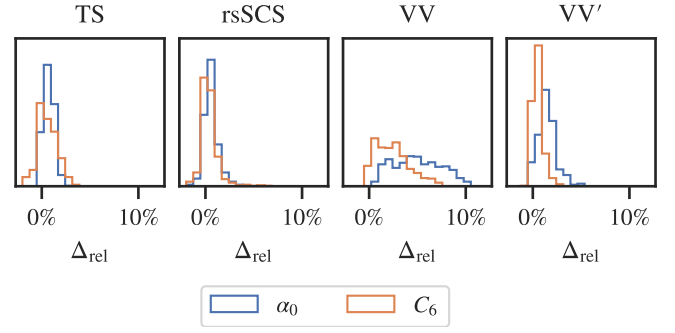 TS rsSCS VV VV′
0% 10% 0% 10% 0% 10% 0% 10%
Δrel Δrel Δrel Δrel
α0 C6